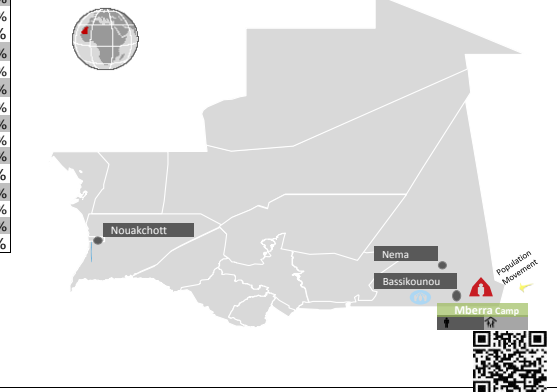 %
%
%
%
%
%
%
%
%
%
%
%
%
%
Nouakchott
Nema
Population
Movement
Bassikounou
Mberra Camp